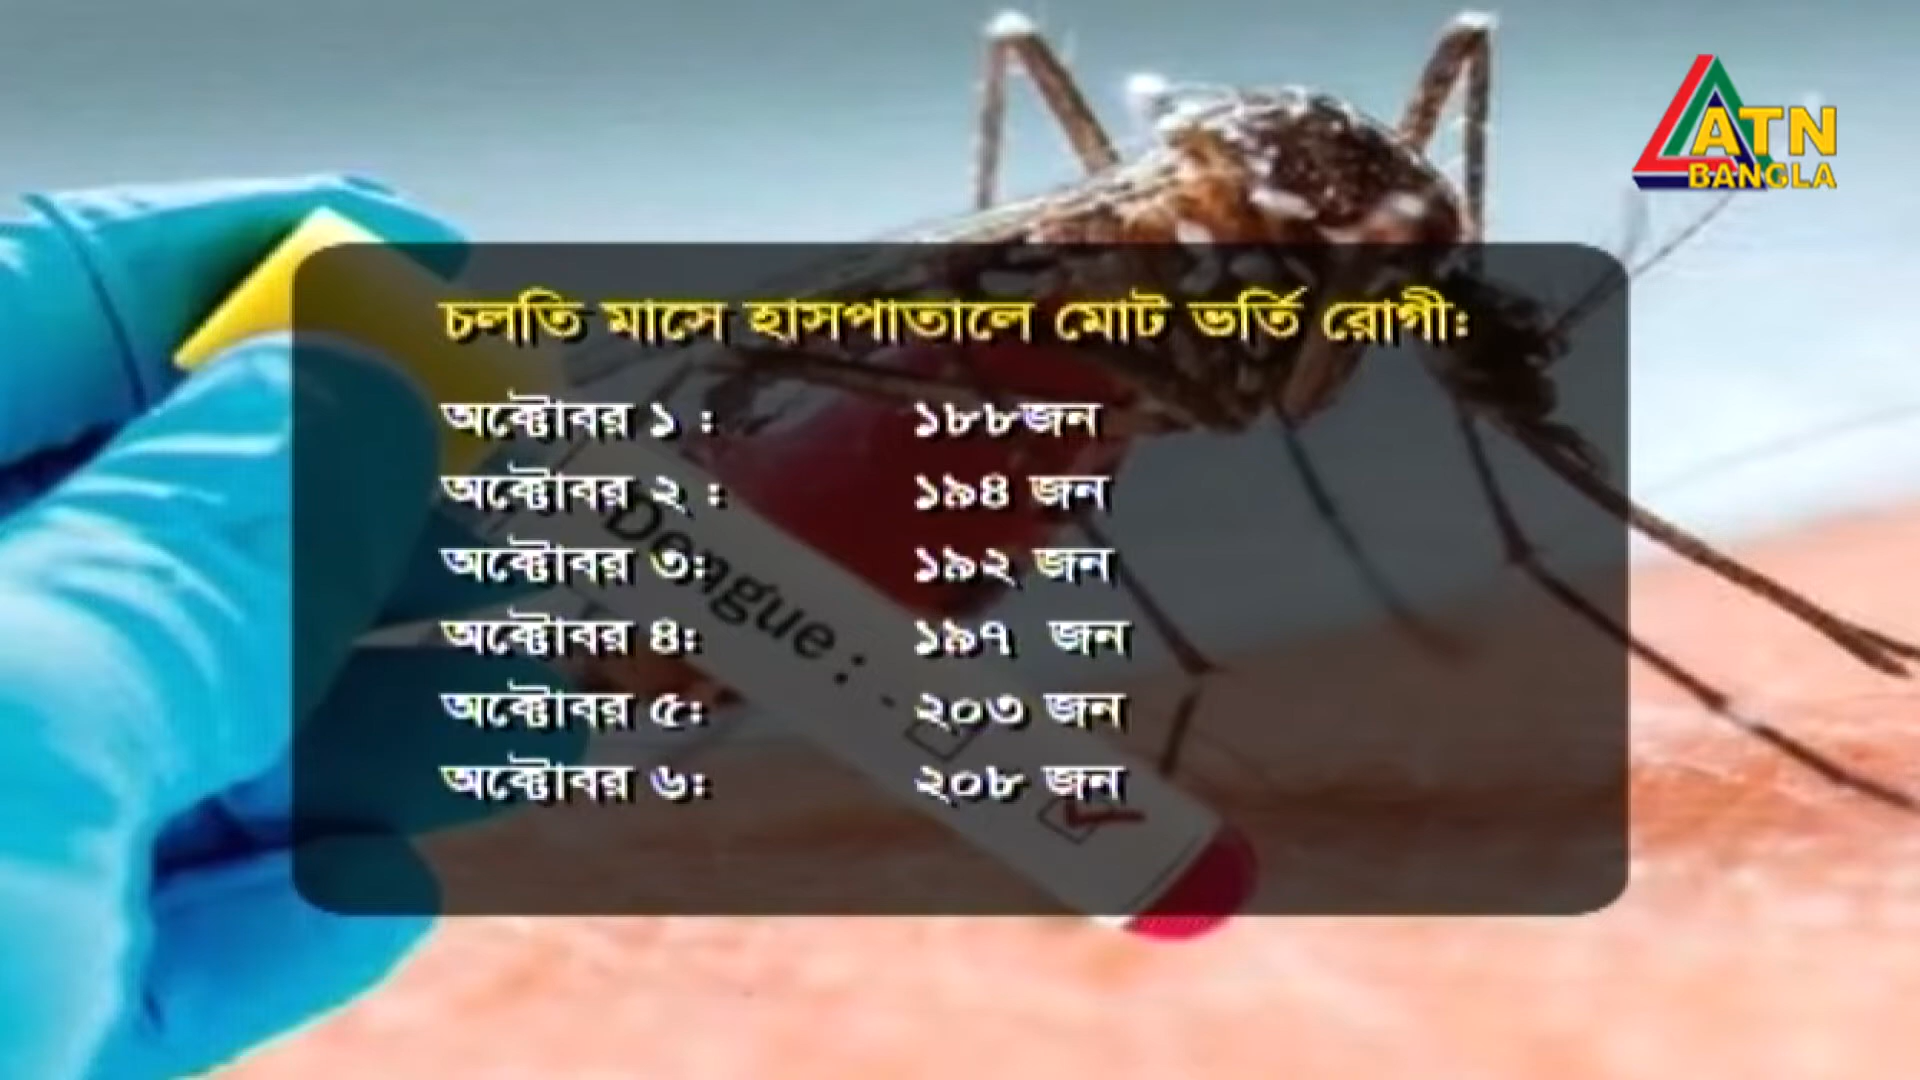 ATN
BANGLA
চলতি মাসে হাসপাতালে মোট ভর্তি রোগী:
অক্টোবর ১ : ১৮৮জন
অক্টোবর ২ : ১৯৪ জন
অক্টোবর ৩: ১৯২ জন
অক্টোবর ৪: ১৯৭ জন
অক্টোবর ৫: ২০৩ জন
অক্টোবর ৬: ২০৮ জন
Dengue : -